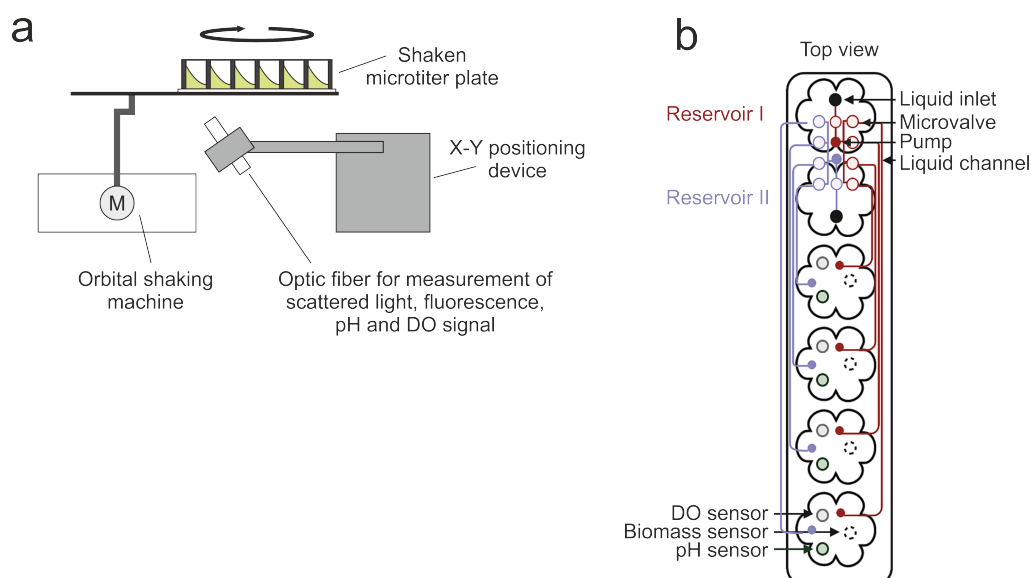 a
Shaken
microtiter plate
X-Y positioning
device
M
Orbital shaking
machine
Optic fiber for measurement of
scattered light, fluorescence,
pH and DO signal
b
Top view
Reservoir I
Liquid inlet
Microvalve
Pump
Liquid channel
Reservoir II
DO sensor
Biomass sensor
pH sensor